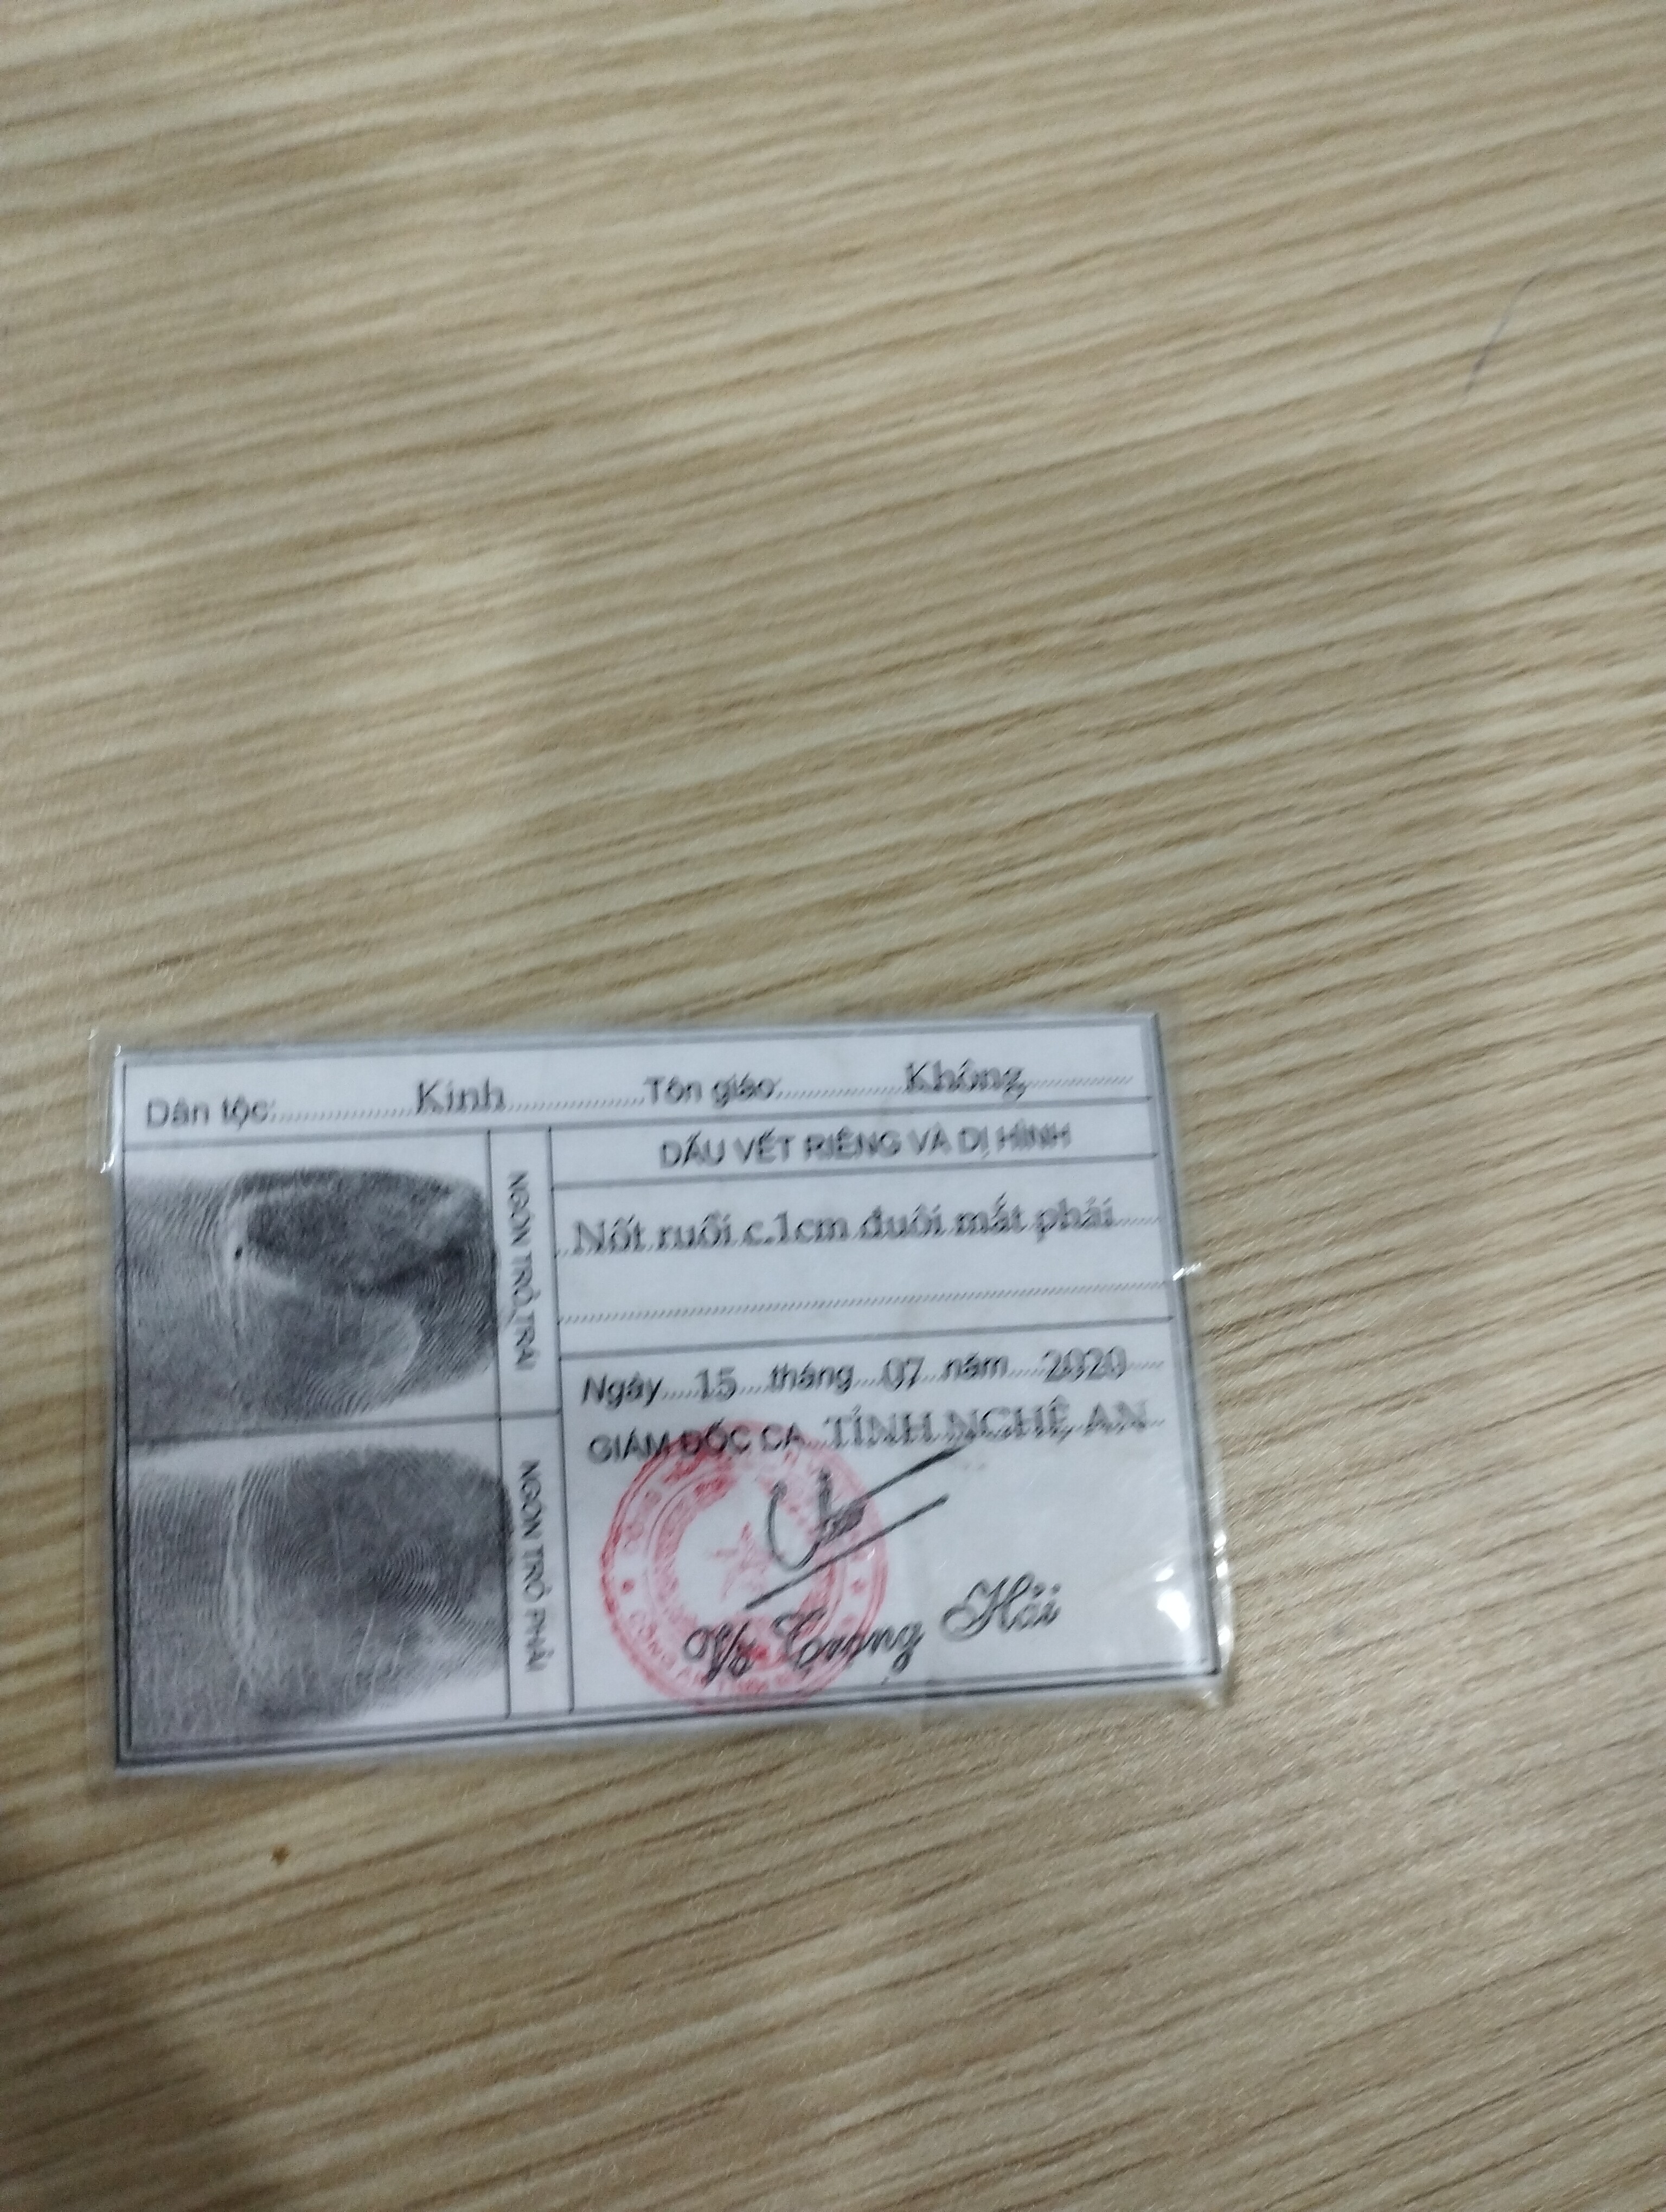 Dân tộc: Kinh Tôn giáo: Không
DẤU VẾT RIÊNG VÀ DỊ HÌNH
Nốt ruồi c.1cm đuôi mắt phải
NGÓN TRỎ TRÁI
Ngày 15 tháng 07 năm 2020
GIÁM ĐỐC CA TỈNH NGHỆ AN
NGÓN TRỎ PHẢI
Võ Trọng Hải